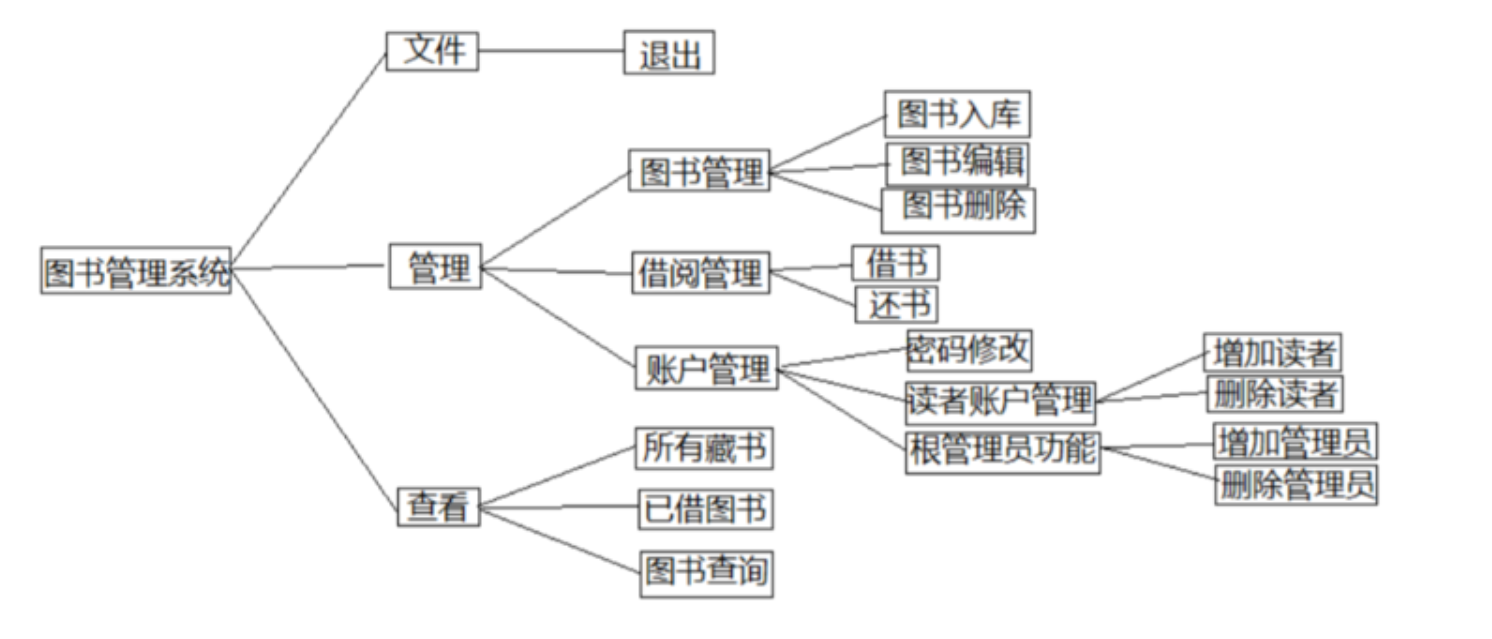 文件
退出
图书入库
图书管理
图书编辑
图书删除
图书管理系统
管理
借阅管理
借书
还书
账户管理
密码修改
增加读者
读者账户管理
删除读者
根管理员功能
增加管理员
删除管理员
所有藏书
查看
已借图书
图书查询